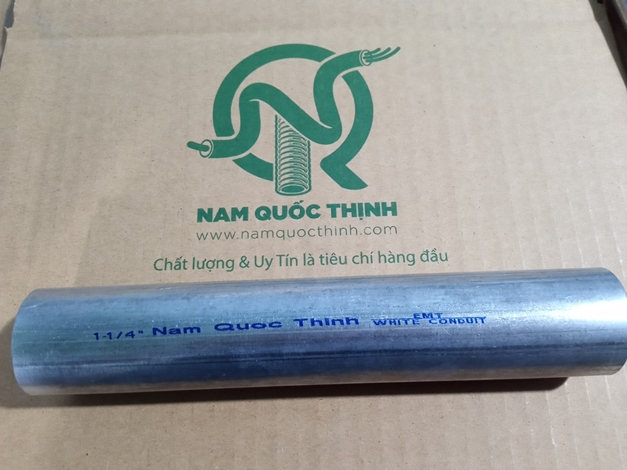 NAM QUỐC THỊNH
www.namquocthinh.com
Chất lượng & Uy Tín là tiêu chí hàng đầu
1-1/4" Nam Quoc Thinh EMT
WHITE CONDUIT